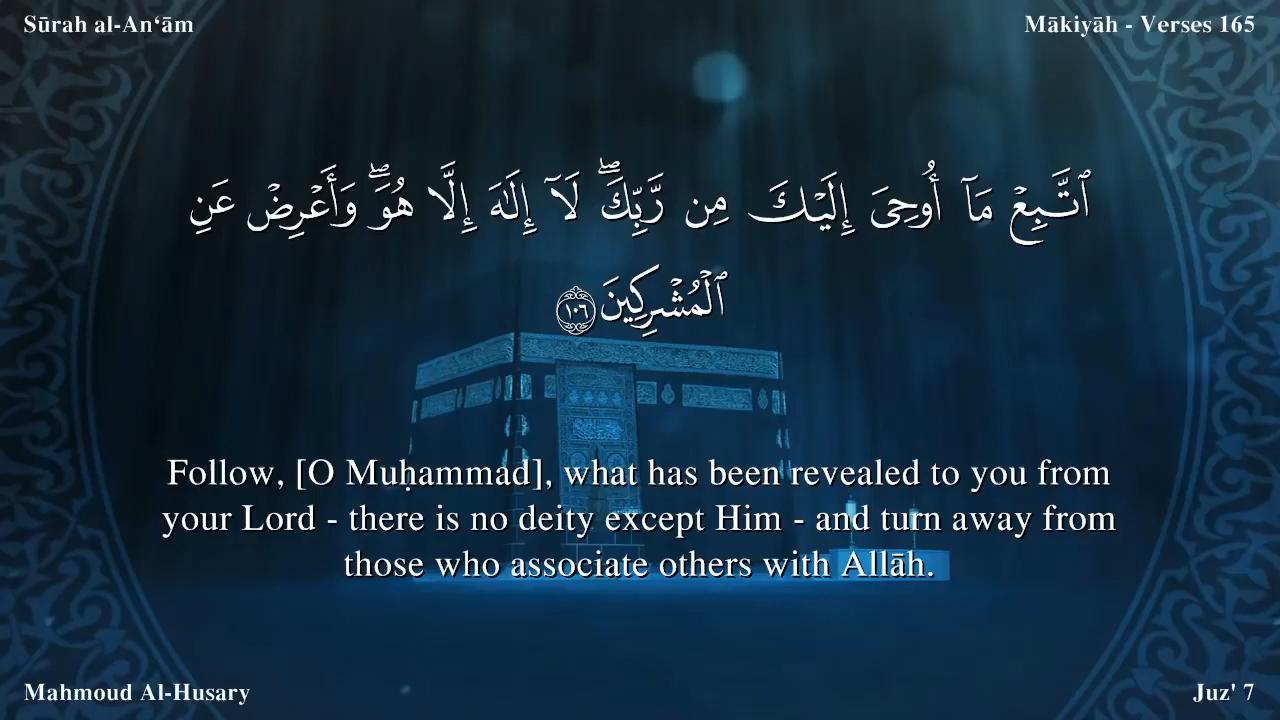 Sūrah al-An‘ām
Mākiyāh - Verses 165
ٱتَّبِعۡ مَآ أُوحِيَ إِلَيۡكَ مِن رَّبِّكَۖ لَآ إِلَٰهَ إِلَّا هُوَۖ وَأَعۡرِضۡ عَنِ
ٱلۡمُشۡرِكِينَ ١٠٦
Follow, [O Muḥammad], what has been revealed to you from
your Lord - there is no deity except Him - and turn away from
those who associate others with Allāh.
Mahmoud Al-Husary
Juz' 7